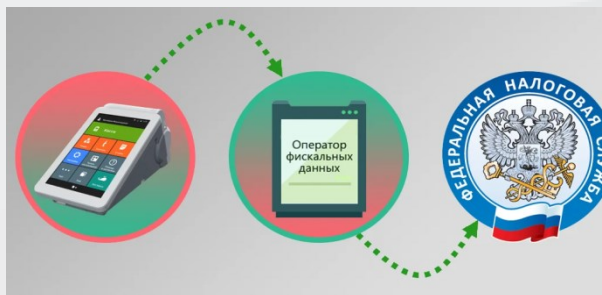 Оператор
фискальных
данных
ФЕДЕРАЛЬНАЯ НАЛОГОВАЯ СЛУЖБА